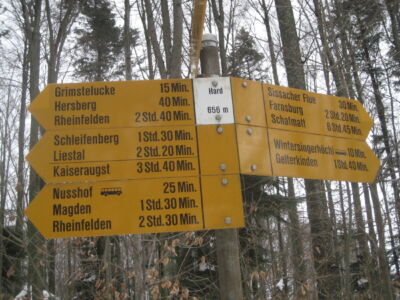 Grimstelucke 15 Min.
Hersberg 40 Min.
Rheinfelden 2 Std. 40 Min.
Schleifenberg 1 Std. 30 Min.
Liestal 2 Std. 20 Min.
Kaiseraugst 3 Std. 40 Min.
Nusshof 25 Min.
Magden 1 Std. 30 Min.
Rheinfelden 2 Std. 30 Min.
Hard
656 m
Sissacher Flue 30 Min.
Farnsburg 2 Std. 20 Min.
Schafmatt 6 Std. 45 Min.
Wintersingerhöchi 10 Min.
Gelterkinden 1 Std. 40 Min.